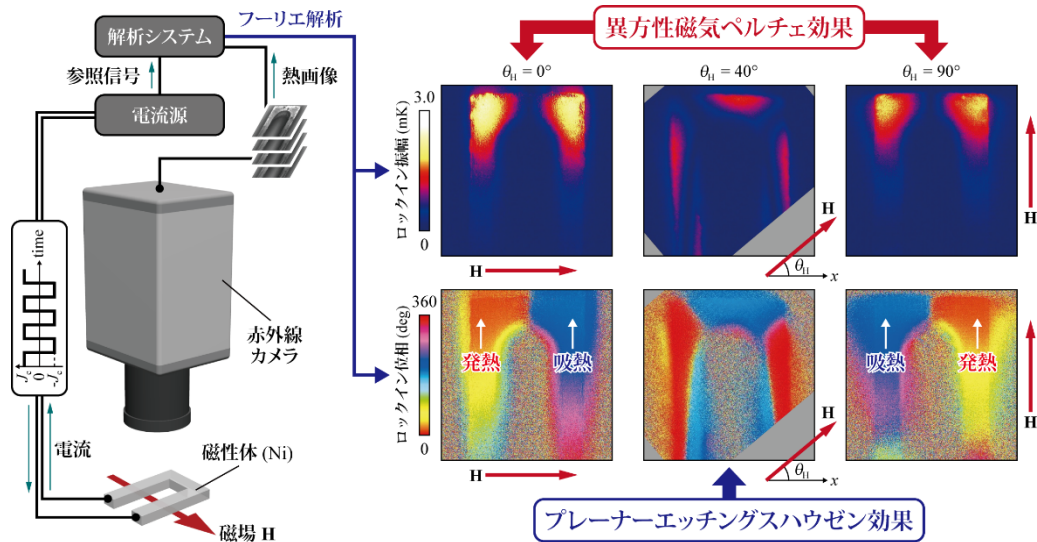 フーリエ解析
解析システム
参照信号
熱画像
電流源
time
Jc
0
-Jc
赤外線
カメラ
電流
磁性体 (Ni)
磁場 H
異方性磁気ペルチェ効果
θH = 0°
θH = 40°
θH = 90°
3.0
ロックイン振幅 (mK)
0
H
H
θH
x
H
360
ロックイン位相 (deg)
0
発熱
吸熱
吸熱
発熱
H
H
θH
x
H
プレーナーエッチングスハウゼン効果